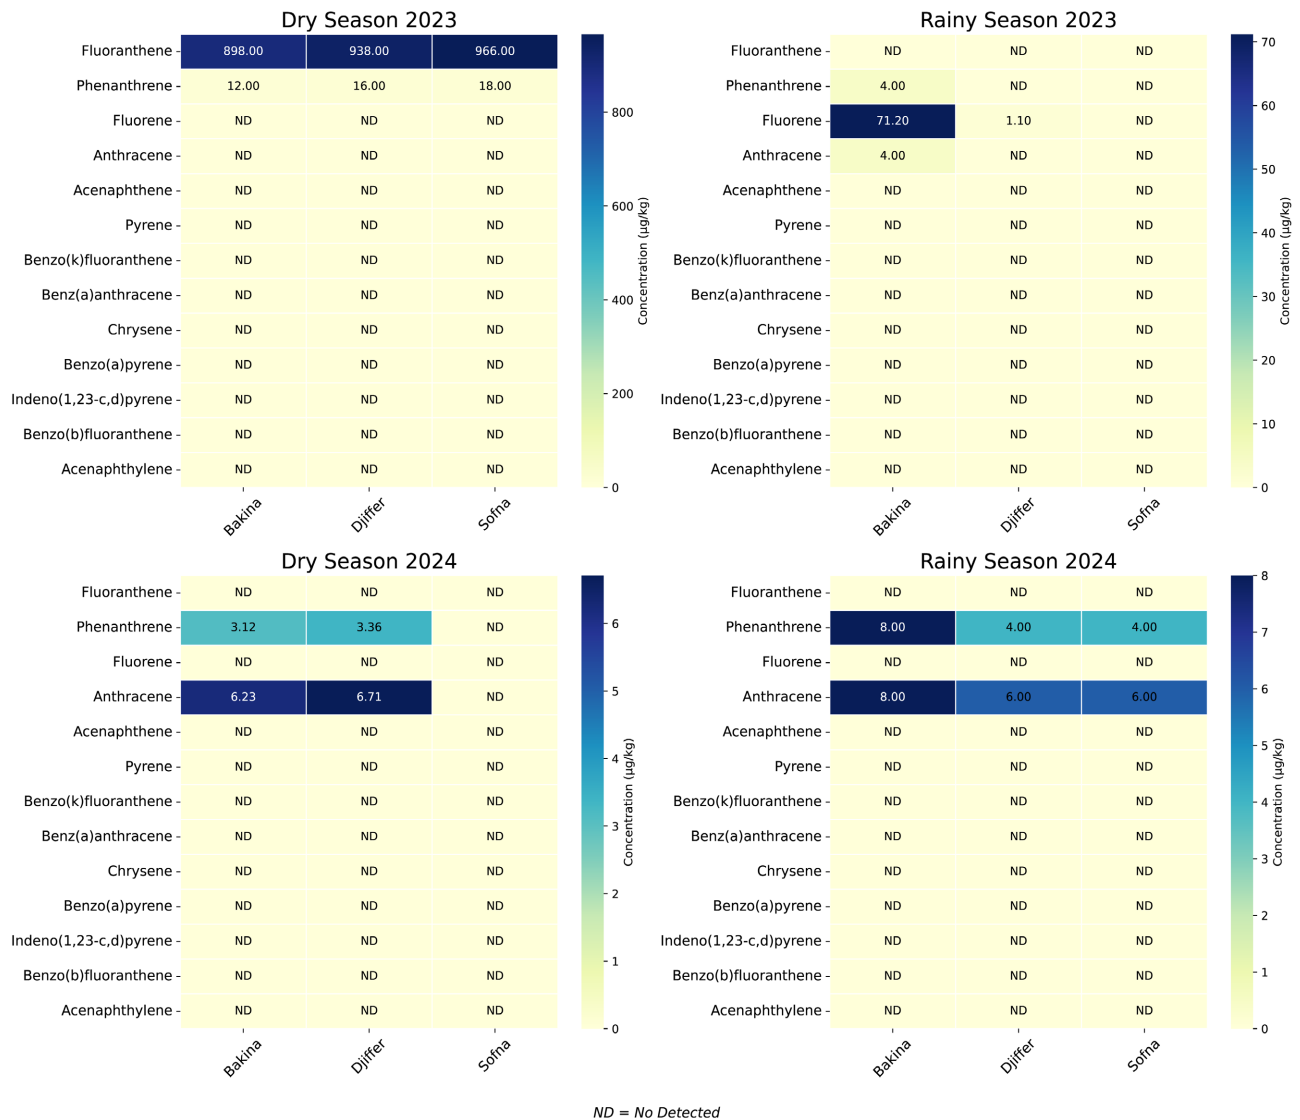 Dry Season 2023
Fluoranthene 898.00 938.00 966.00
Phenanthrene 12.00 16.00 18.00
Fluorene ND ND ND
Anthracene ND ND ND
Acenaphthene ND ND ND
Pyrene ND ND ND
Benzo(k)fluoranthene ND ND ND
Benz(a)anthracene ND ND ND
Chrysene ND ND ND
Benzo(a)pyrene ND ND ND
Indeno(1,23-c,d)pyrene ND ND ND
Benzo(b)fluoranthene ND ND ND
Acenaphthylene ND ND ND
Bakina Djiffer Sofna
800
600
400
200
0
Concentration (µg/kg)
Rainy Season 2023
Fluoranthene ND ND ND
Phenanthrene 4.00 ND ND
Fluorene 71.20 1.10 ND
Anthracene 4.00 ND ND
Acenaphthene ND ND ND
Pyrene ND ND ND
Benzo(k)fluoranthene ND ND ND
Benz(a)anthracene ND ND ND
Chrysene ND ND ND
Benzo(a)pyrene ND ND ND
Indeno(1,23-c,d)pyrene ND ND ND
Benzo(b)fluoranthene ND ND ND
Acenaphthylene ND ND ND
Bakina Djiffer Sofna
70
60
50
40
30
20
10
0
Concentration (µg/kg)
Dry Season 2024
Fluoranthene ND ND ND
Phenanthrene 3.12 3.36 ND
Fluorene ND ND ND
Anthracene 6.23 6.71 ND
Acenaphthene ND ND ND
Pyrene ND ND ND
Benzo(k)fluoranthene ND ND ND
Benz(a)anthracene ND ND ND
Chrysene ND ND ND
Benzo(a)pyrene ND ND ND
Indeno(1,23-c,d)pyrene ND ND ND
Benzo(b)fluoranthene ND ND ND
Acenaphthylene ND ND ND
Bakina Djiffer Sofna
6
5
4
3
2
1
0
Concentration (µg/kg)
Rainy Season 2024
Fluoranthene ND ND ND
Phenanthrene 8.00 4.00 4.00
Fluorene ND ND ND
Anthracene 8.00 6.00 6.00
Acenaphthene ND ND ND
Pyrene ND ND ND
Benzo(k)fluoranthene ND ND ND
Benz(a)anthracene ND ND ND
Chrysene ND ND ND
Benzo(a)pyrene ND ND ND
Indeno(1,23-c,d)pyrene ND ND ND
Benzo(b)fluoranthene ND ND ND
Acenaphthylene ND ND ND
Bakina Djiffer Sofna
8
7
6
5
4
3
2
1
0
Concentration (µg/kg)
ND = No Detected